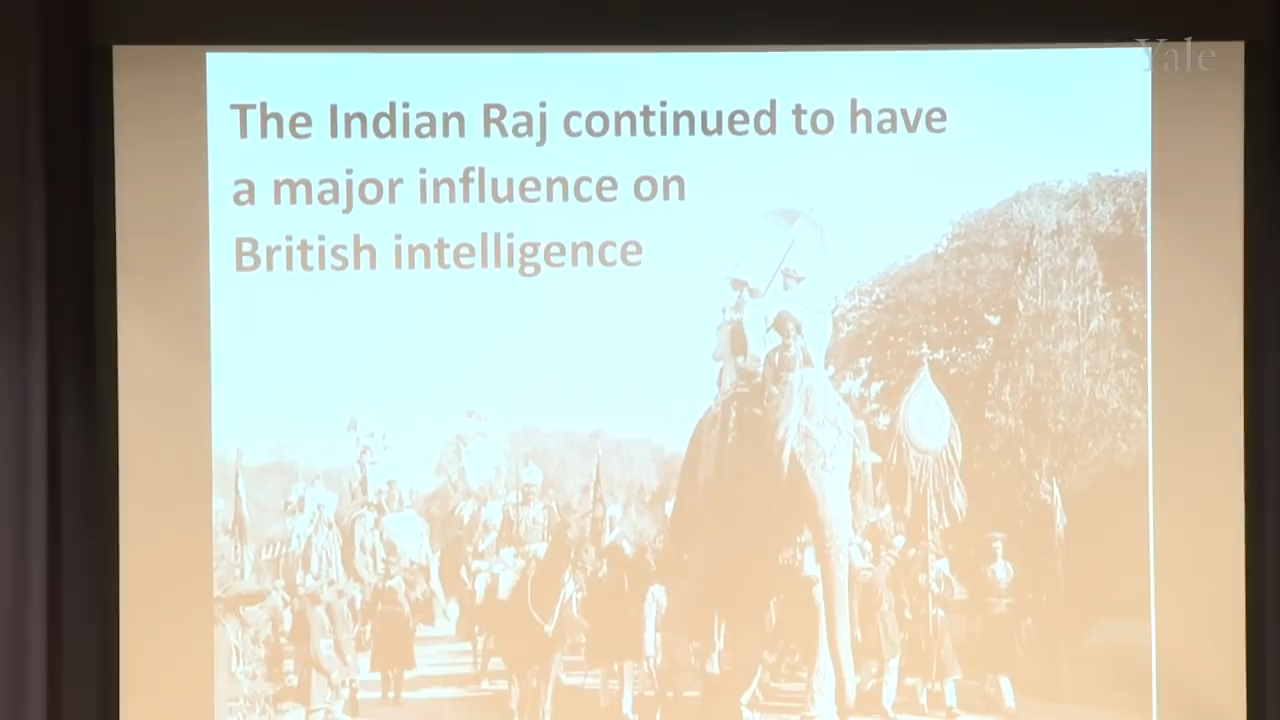 Yale
The Indian Raj continued to have
a major influence on
British intelligence